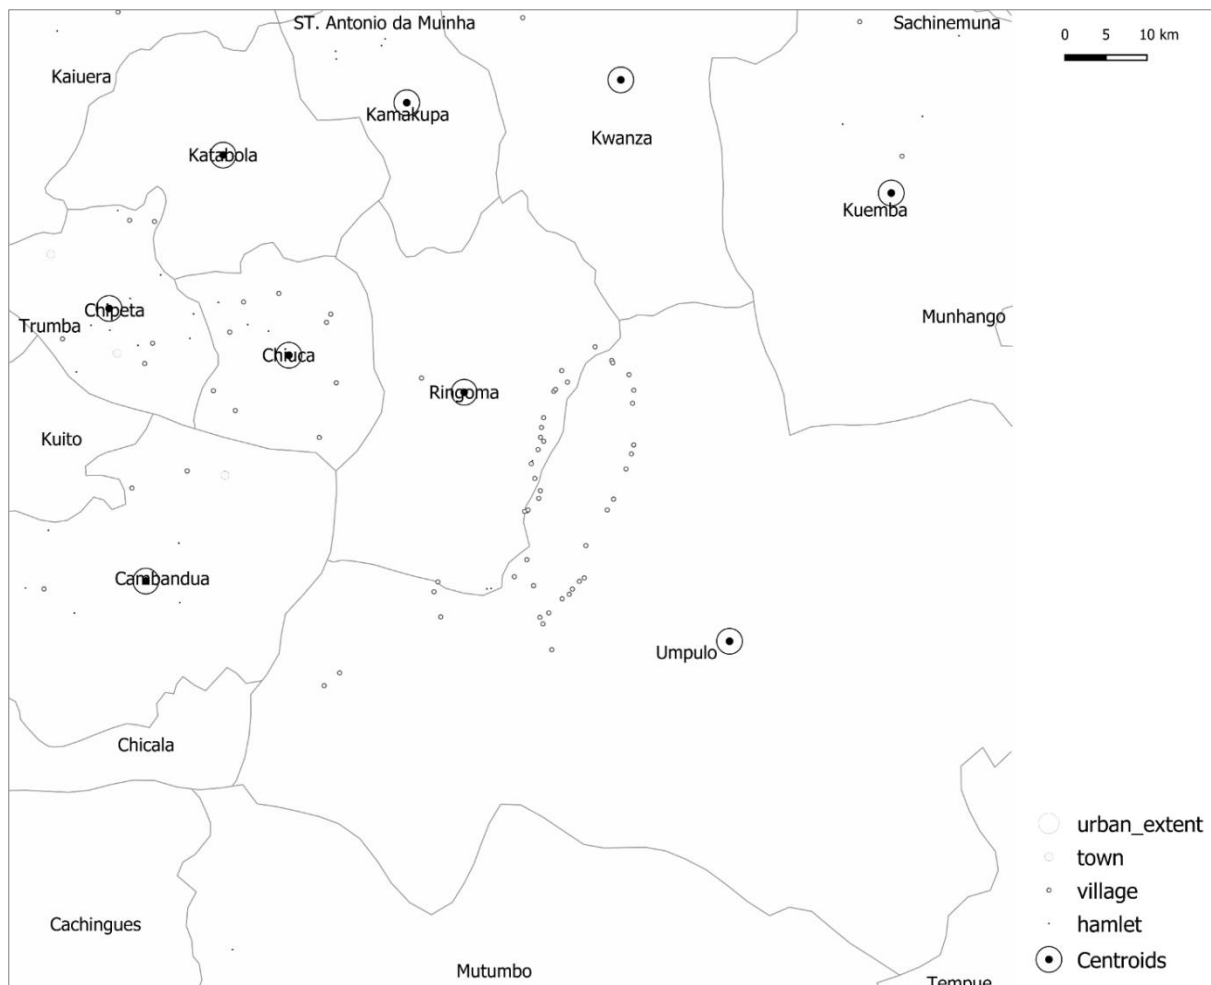 ST. Antonio da Muinha
Sachinemuna
0 5 10 km
Kaiuera
Kamakupa
Kwanza
Katabola
Kuemba
Chipeta
Trumba
Munhango
Chiuca
Ringoma
Kuito
Cambandua
Umpulo
Chicala
urban_extent
town
village
hamlet
Centroids
Cachingues
Mutumbo
Tempue